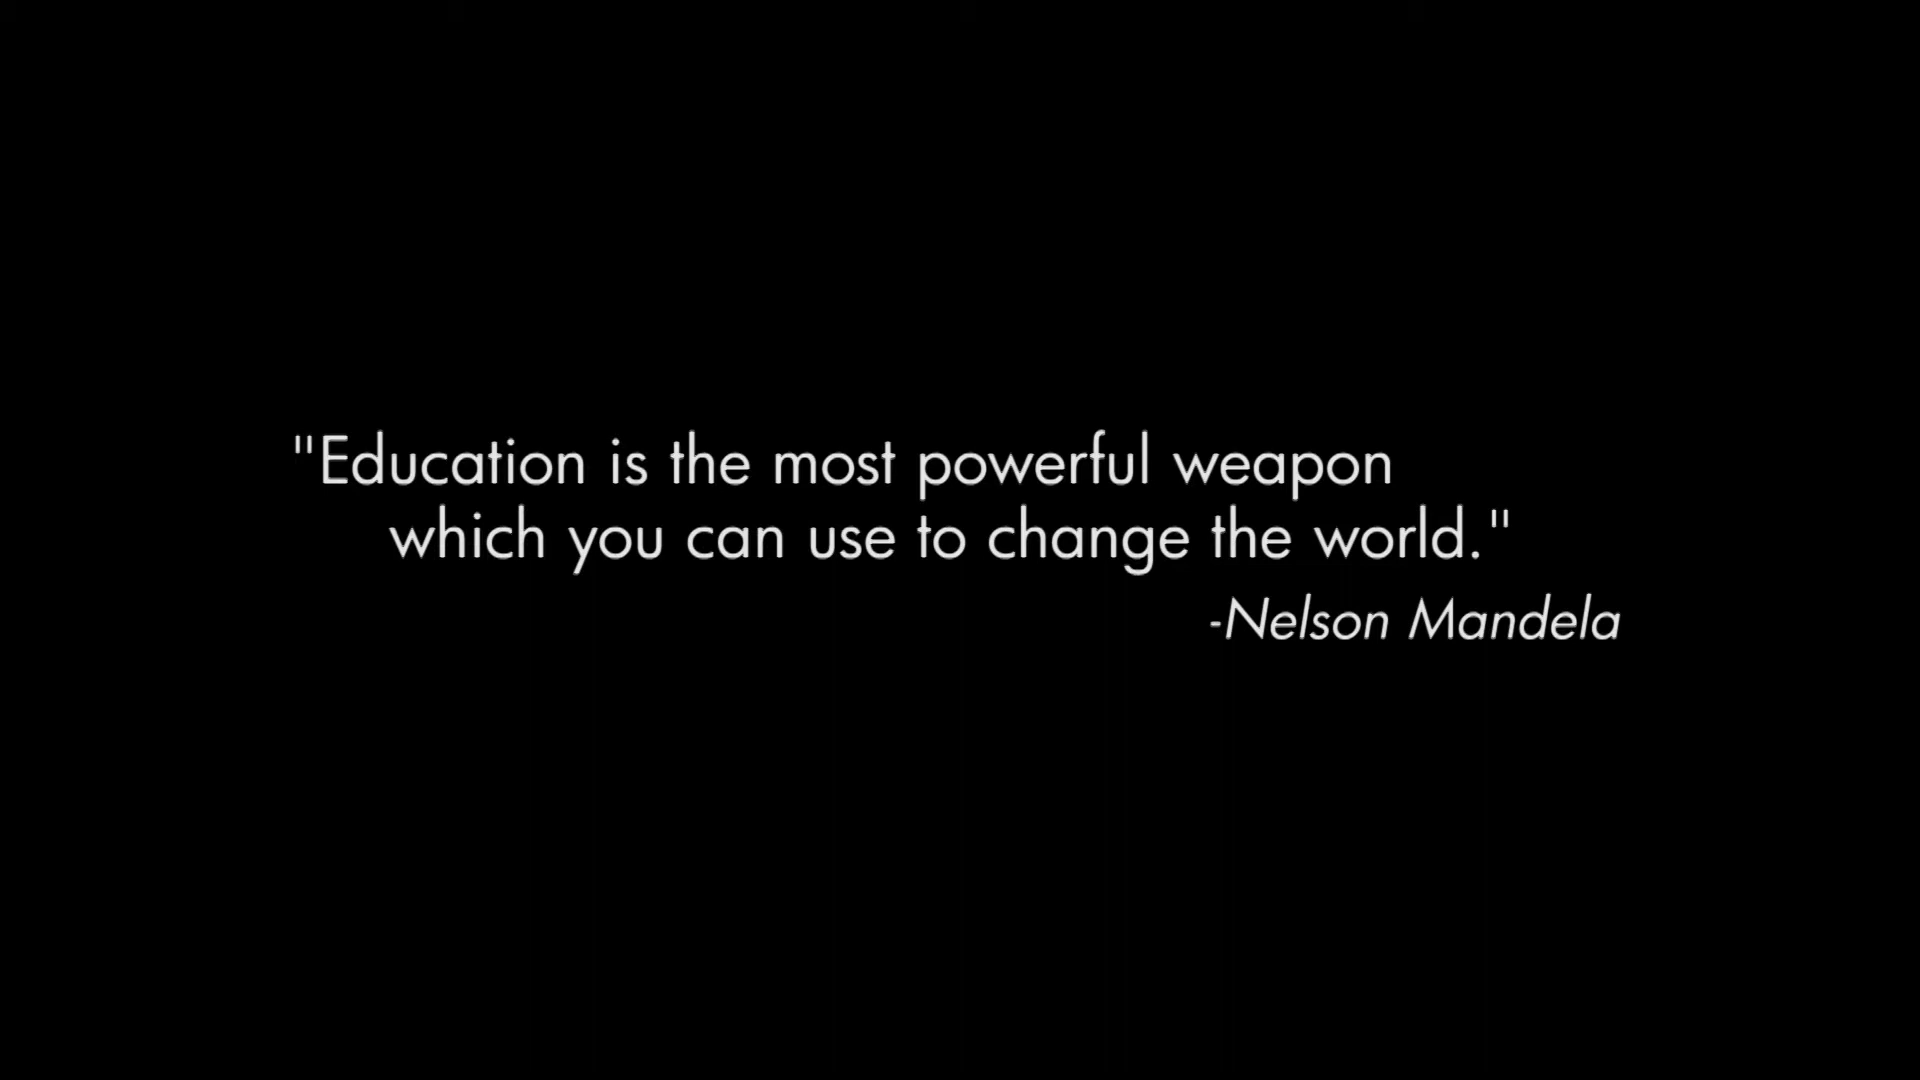 "Education is the most powerful weapon
which you can use to change the world."
-Nelson Mandela